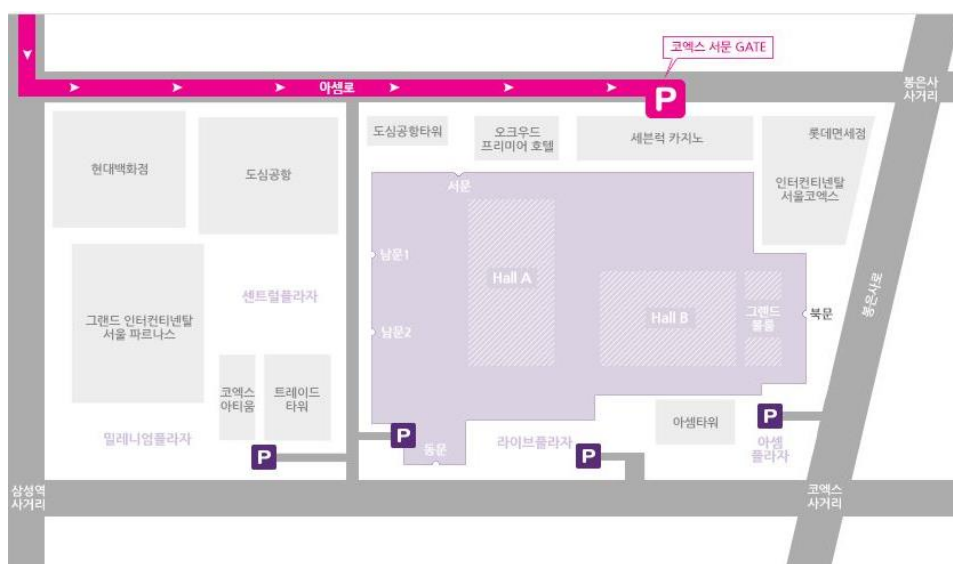 코엑스 서문 GATE
아셈로
P
봉은사
사거리
현대백화점
도심공항
도심공항타워
오크우드
프리미어 호텔
세븐럭 카지노
롯데면세점
인터컨티넨탈
서울코엑스
서문
남문1
남문2
Hall A
Hall B
그랜드
볼룸
북문
봉은사로
센트럴플라자
그랜드 인터컨티넨탈
서울 파르나스
코엑스
아티움
트레이드
타워
밀레니엄플라자
P
P
동문
라이브플라자
P
아셈타워
P
아셈
플라자
삼성역
사거리
코엑스
사거리